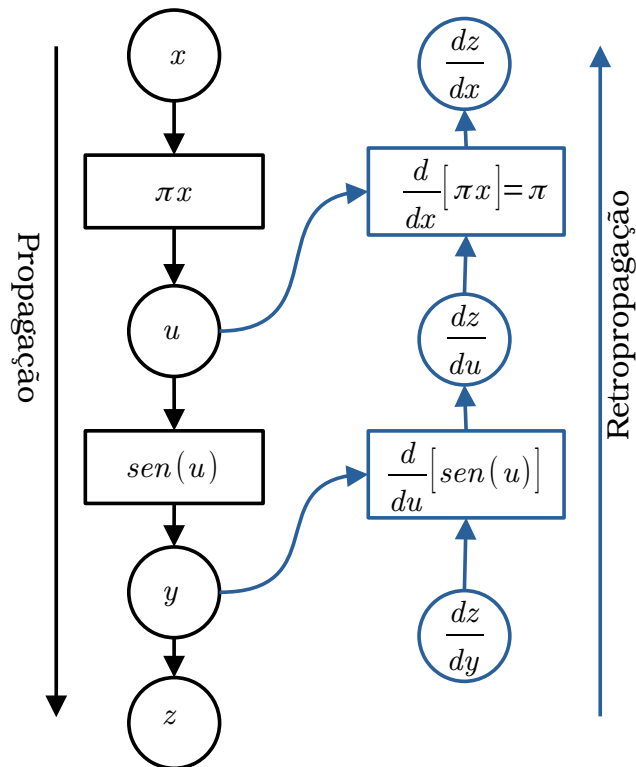 Propagação
x
πx
u
sen(u)
y
z
dz
dx
d
dx
[πx]=π
dz
du
d
du
[sen(u)]
dz
dy
Retropropagação